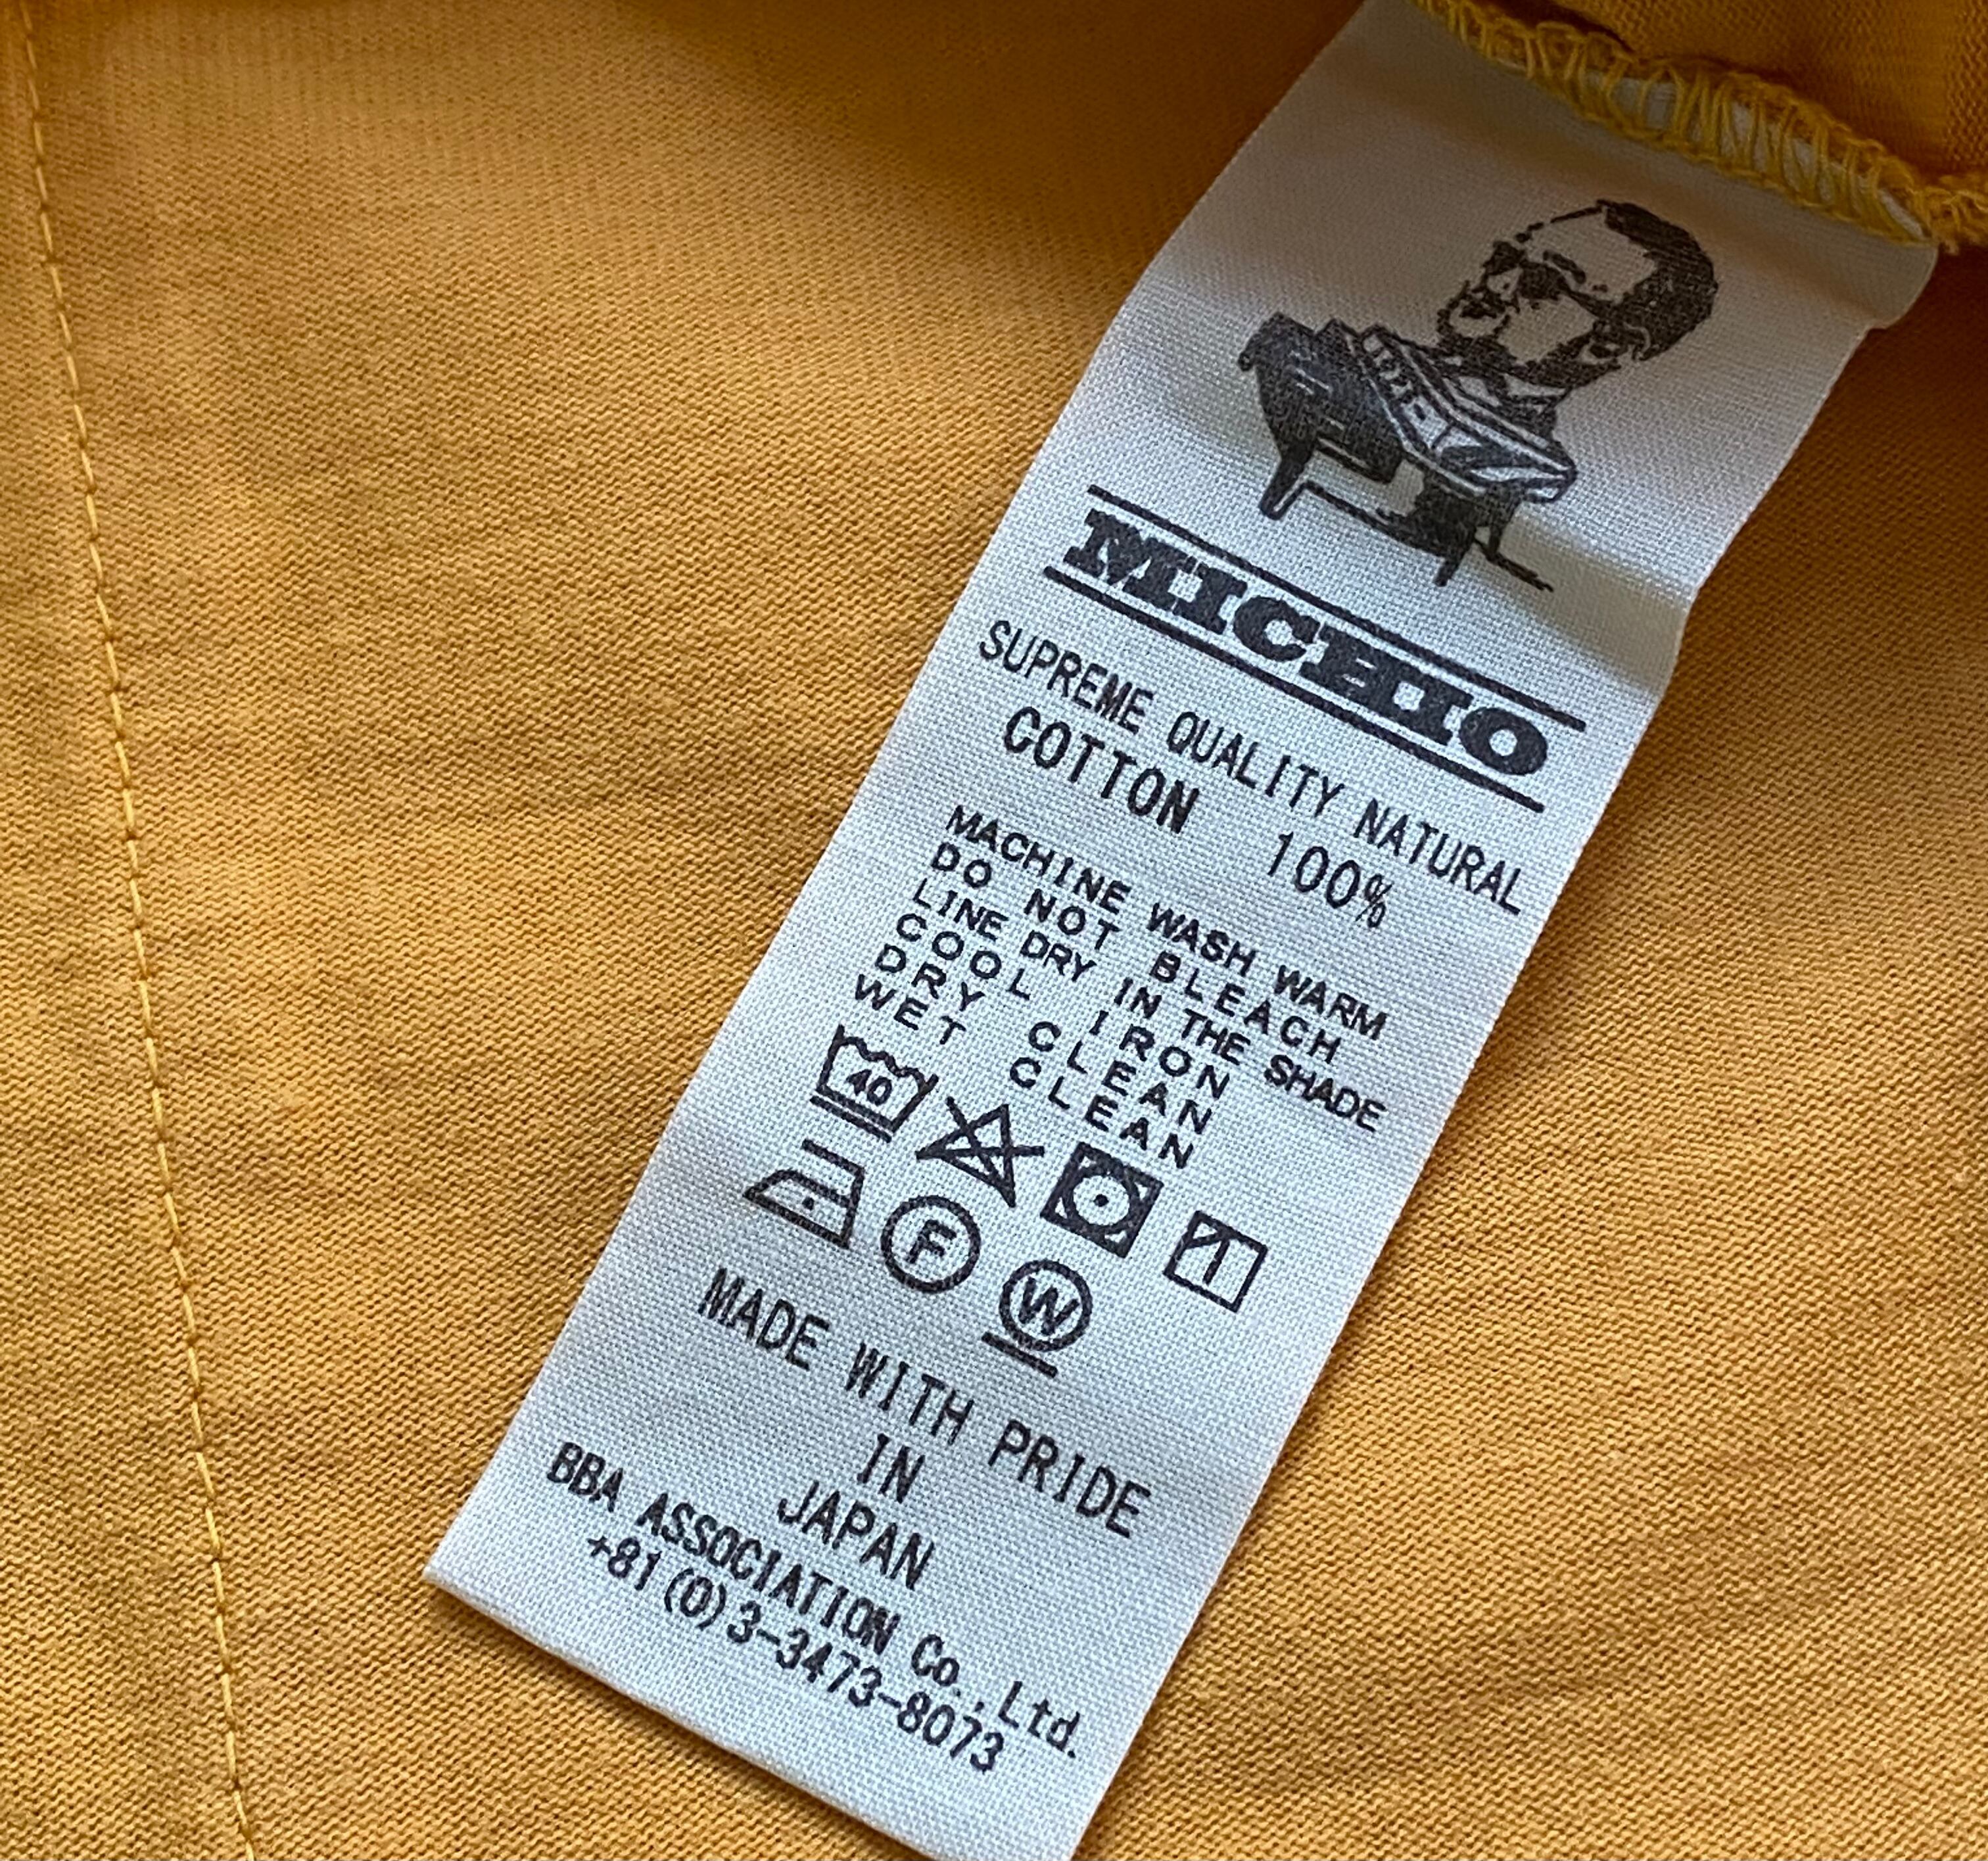 MICHIO
SUPREME QUALITY NATURAL
COTTON 100%
MACHINE WASH WARM
DO NOT BLEACH
LINE DRY IN THE SHADE
COOL IRON
DRY CLEAN
WET CLEAN
40
F W
MADE WITH PRIDE
IN
JAPAN
BBA ASSOCIATION Co.,Ltd.
+81(0)3-3473-8073